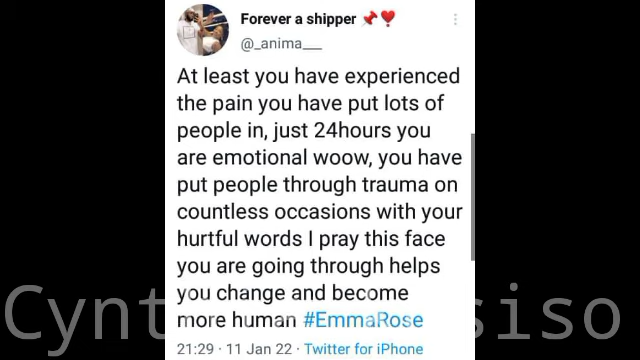 Forever a shipper 📌❣️
@_anima___
At least you have experienced
the pain you have put lots of
people in, just 24hours you
are emotional woow, you have
put people through trauma on
countless occasions with your
hurtful words I pray this face
you are going through helps
you change and become
more human #EmmaRose
21:29 · 11 Jan 22 · Twitter for iPhone